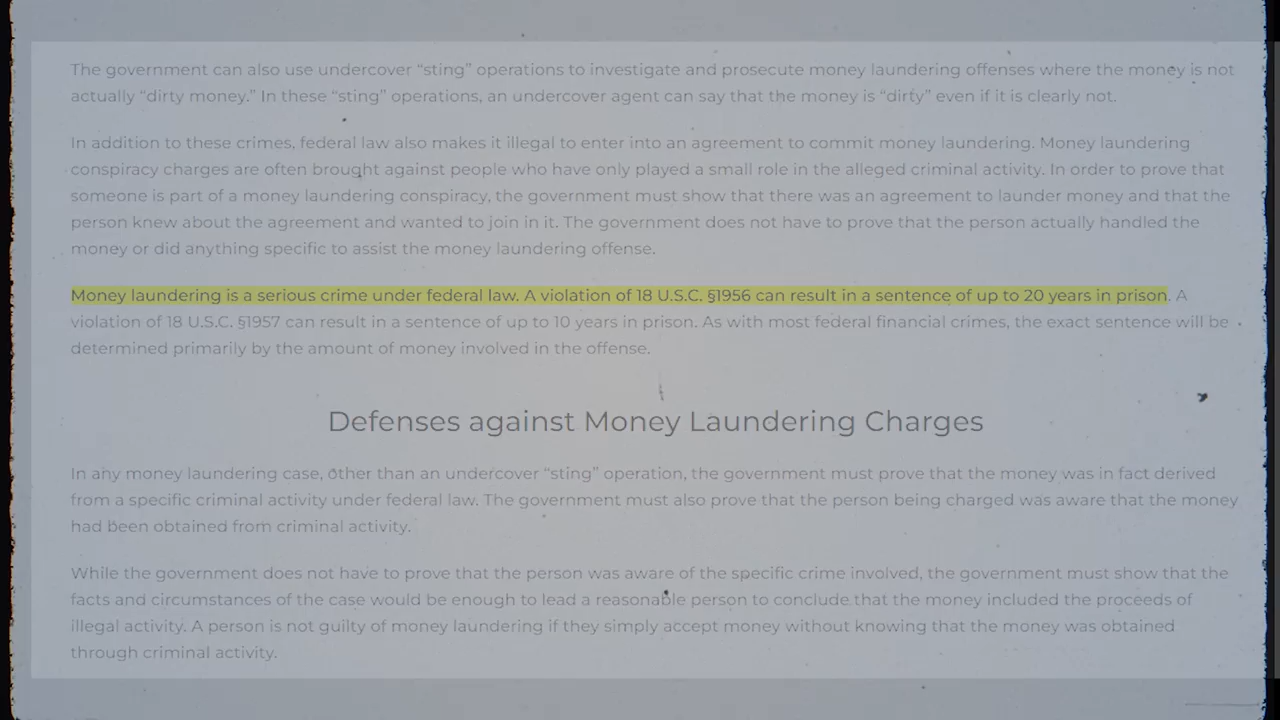 The government can also use undercover “sting” operations to investigate and prosecute money laundering offenses where the money is not
actually “dirty money.” In these “sting” operations, an undercover agent can say that the money is “dirty” even if it is clearly not.
In addition to these crimes, federal law also makes it illegal to enter into an agreement to commit money laundering. Money laundering
conspiracy charges are often brought against people who have only played a small role in the alleged criminal activity. In order to prove that
someone is part of a money laundering conspiracy, the government must show that there was an agreement to launder money and that the
person knew about the agreement and wanted to join in it. The government does not have to prove that the person actually handled the
money or did anything specific to assist the money laundering offense.
Money laundering is a serious crime under federal law. A violation of 18 U.S.C. §1956 can result in a sentence of up to 20 years in prison. A
violation of 18 U.S.C. §1957 can result in a sentence of up to 10 years in prison. As with most federal financial crimes, the exact sentence will be
determined primarily by the amount of money involved in the offense.
Defenses against Money Laundering Charges
In any money laundering case, other than an undercover “sting” operation, the government must prove that the money was in fact derived
from a specific criminal activity under federal law. The government must also prove that the person being charged was aware that the money
had been obtained from criminal activity.
While the government does not have to prove that the person was aware of the specific crime involved, the government must show that the
facts and circumstances of the case would be enough to lead a reasonable person to conclude that the money included the proceeds of
illegal activity. A person is not guilty of money laundering if they simply accept money without knowing that the money was obtained
through criminal activity.